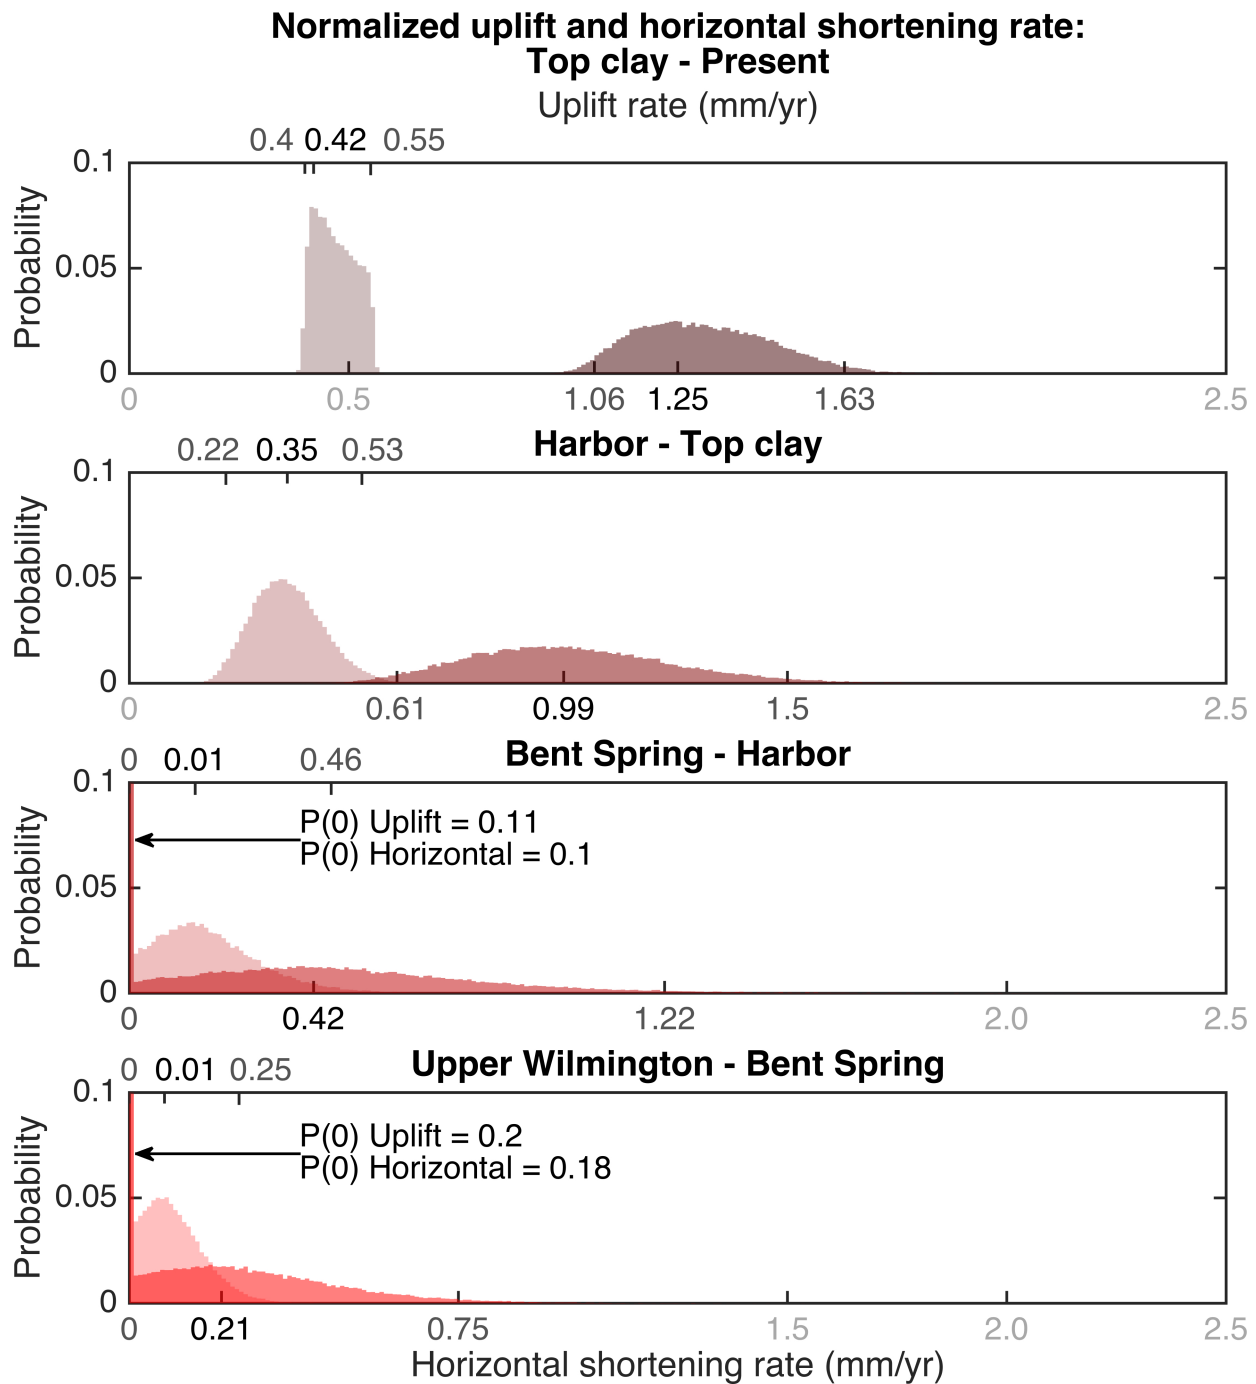 Normalized uplift and horizontal shortening rate:
Top clay - Present
Uplift rate (mm/yr)
0.4 0.42 0.55
0.1
0.05
0
Probability
0 0.5 1.06 1.25 1.63 2.5
Harbor - Top clay
0.22 0.35 0.53
0.1
0.05
0
Probability
0 0.61 0.99 1.5 2.5
Bent Spring - Harbor
0 0.01 0.46
0.1
0.05
0
Probability
P(0) Uplift = 0.11
P(0) Horizontal = 0.1
0 0.42 1.22 2.0 2.5
Upper Wilmington - Bent Spring
0 0.01 0.25
0.1
0.05
0
Probability
P(0) Uplift = 0.2
P(0) Horizontal = 0.18
0 0.21 0.75 1.5 2.0 2.5
Horizontal shortening rate (mm/yr)